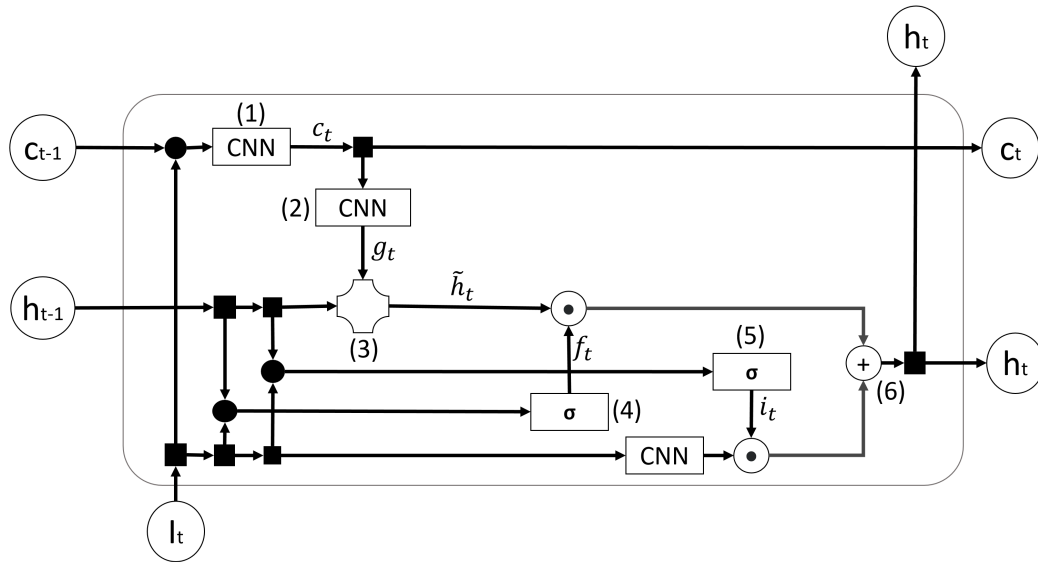 hₜ
(1)
cₜ₋₁
CNN
cₜ
cₜ
(2)
CNN
gₜ
hₜ₋₁
h̃ₜ
(3)
fₜ
(5)
σ
hₜ
+
(6)
σ
(4)
iₜ
CNN
Iₜ